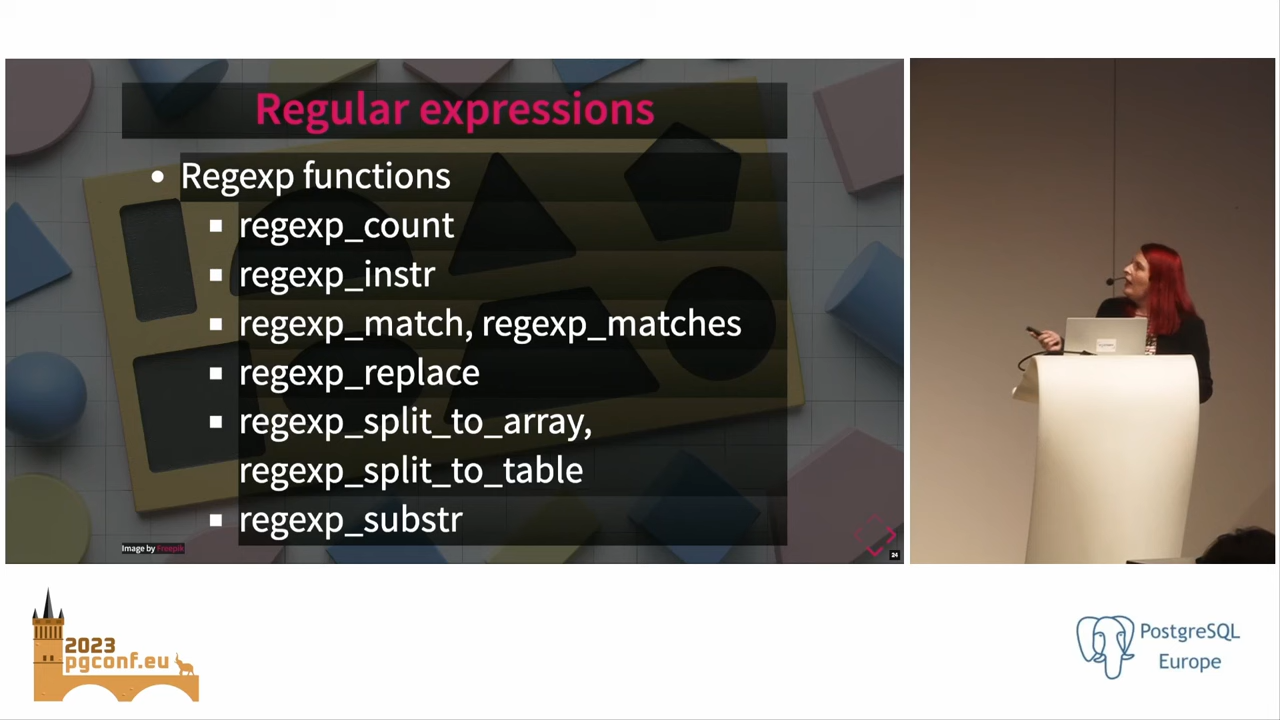 Regular expressions
Regexp functions
regexp_count
regexp_instr
regexp_match, regexp_matches
regexp_replace
regexp_split_to_array,
regexp_split_to_table
regexp_substr
Image by Freepik
24
2023
pgconf.eu
PostgreSQL
Europe